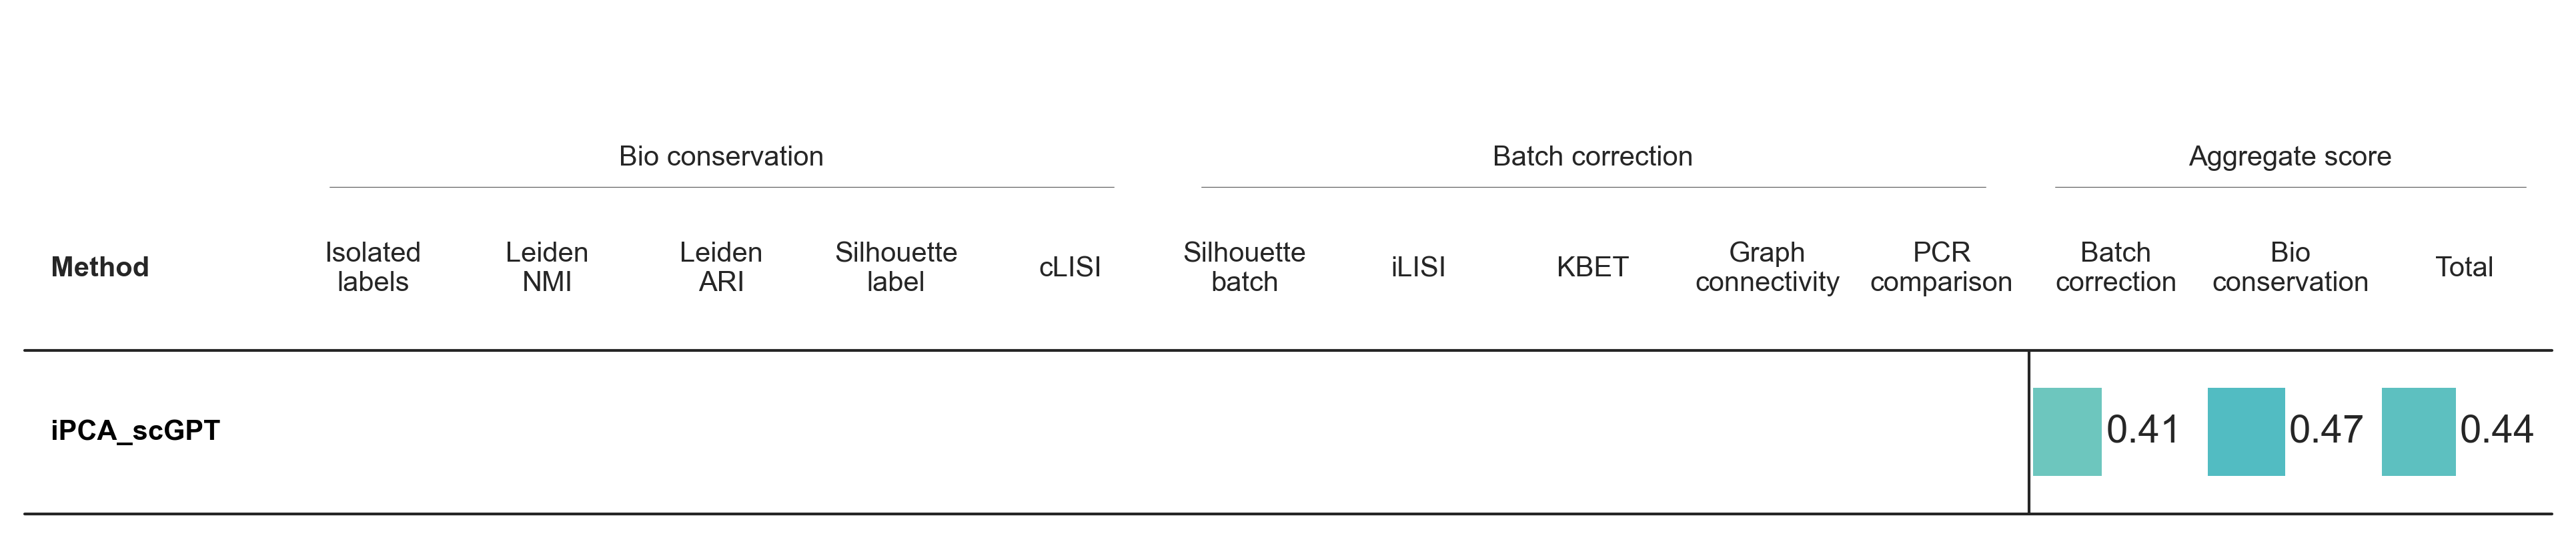 Bio conservation Batch correction Aggregate score
Method Isolated labels Leiden NMI Leiden ARI Silhouette label cLISI Silhouette batch iLISI KBET Graph connectivity PCR comparison Batch correction Bio conservation Total
iPCA_scGPT 0.41 0.47 0.44